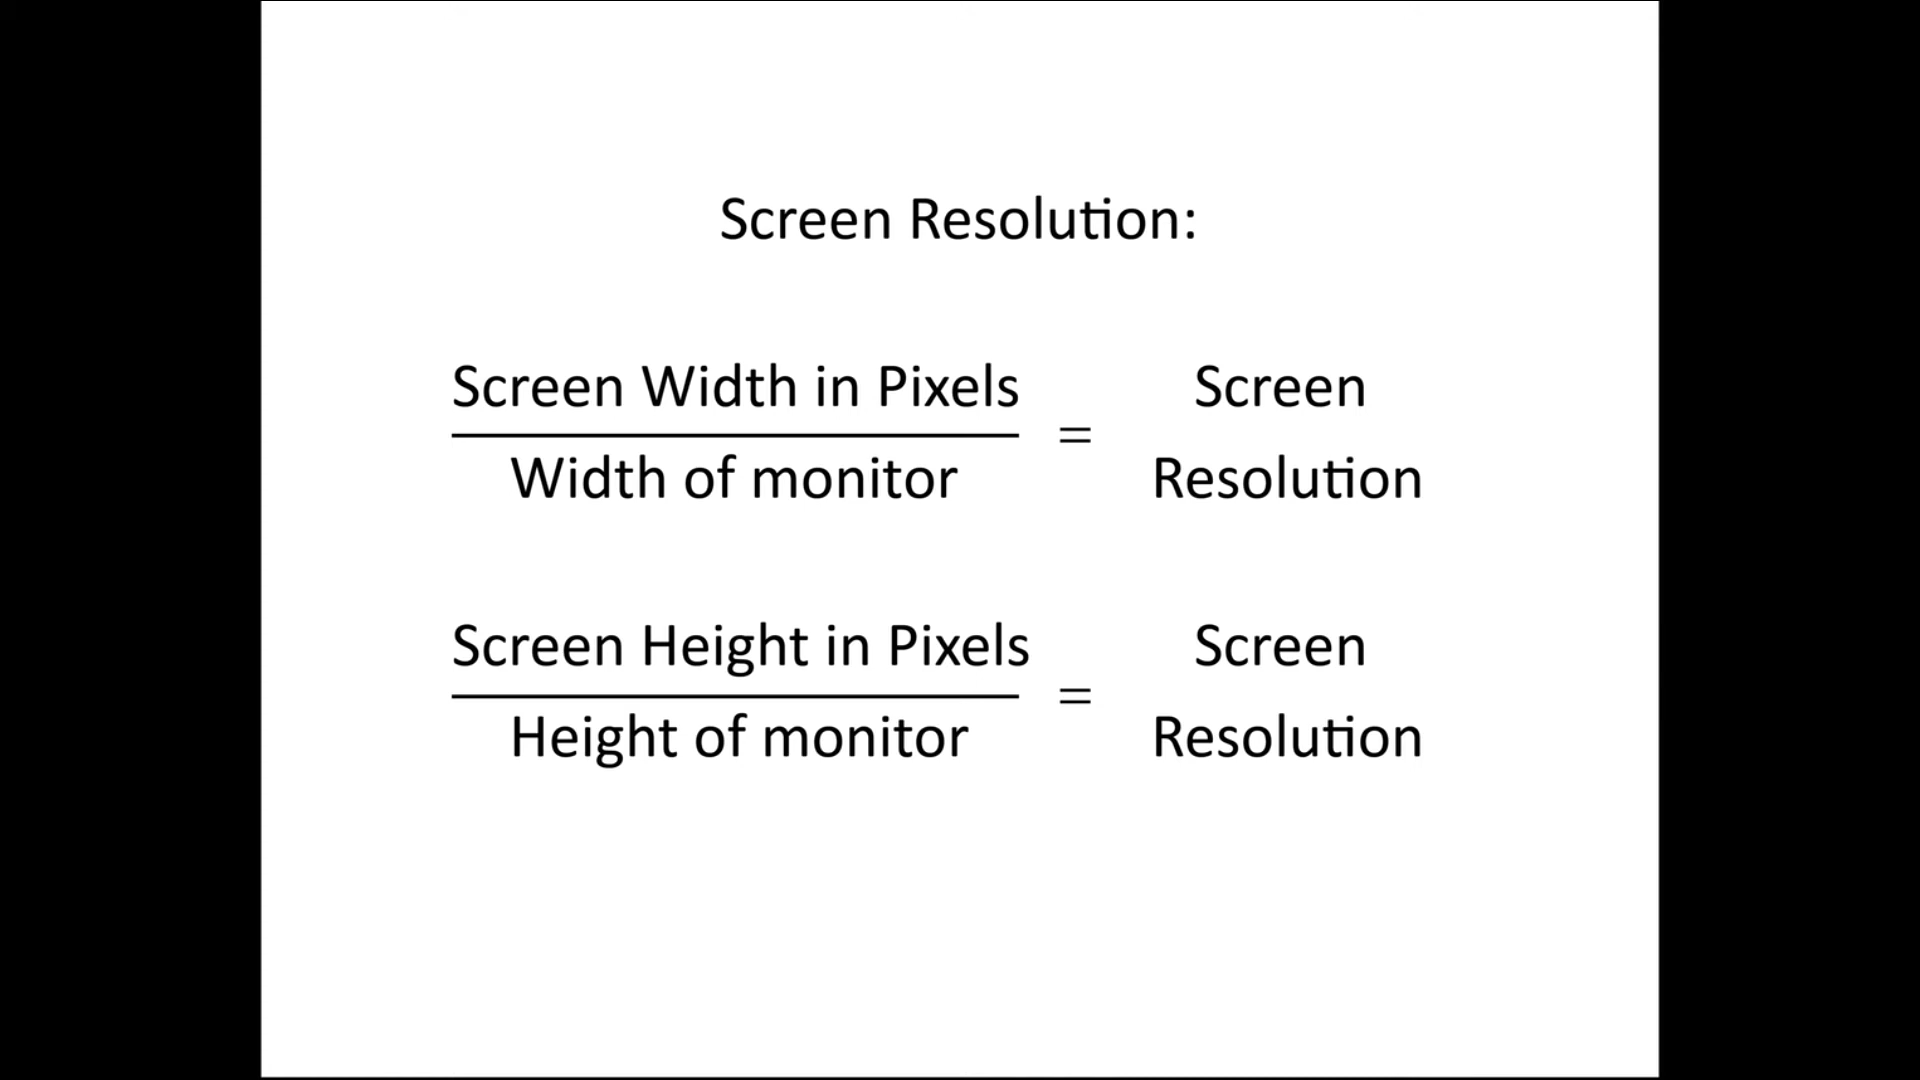 Screen Resolution:
Screen Width in Pixels
Width of monitor
=
Screen
Resolution
Screen Height in Pixels
Height of monitor
=
Screen
Resolution